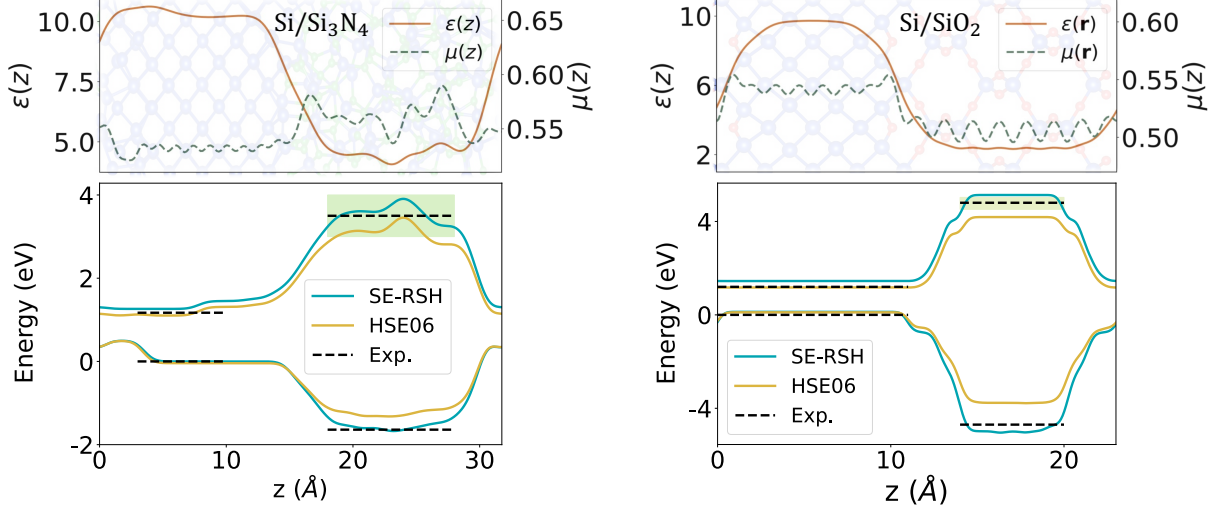 Si/Si₃N₄
ε(z)
μ(z)
10.0
7.5
5.0
ε(z)
0.65
0.60
0.55
μ(z)
Si/SiO₂
ε(r)
μ(r)
10
6
2
ε(z)
0.60
0.55
0.50
μ(z)
4
2
0
-2
Energy (eV)
SE-RSH
HSE06
Exp.
0
10
20
30
z (Å)
4
0
-4
Energy (eV)
SE-RSH
HSE06
Exp.
0
10
20
z (Å)